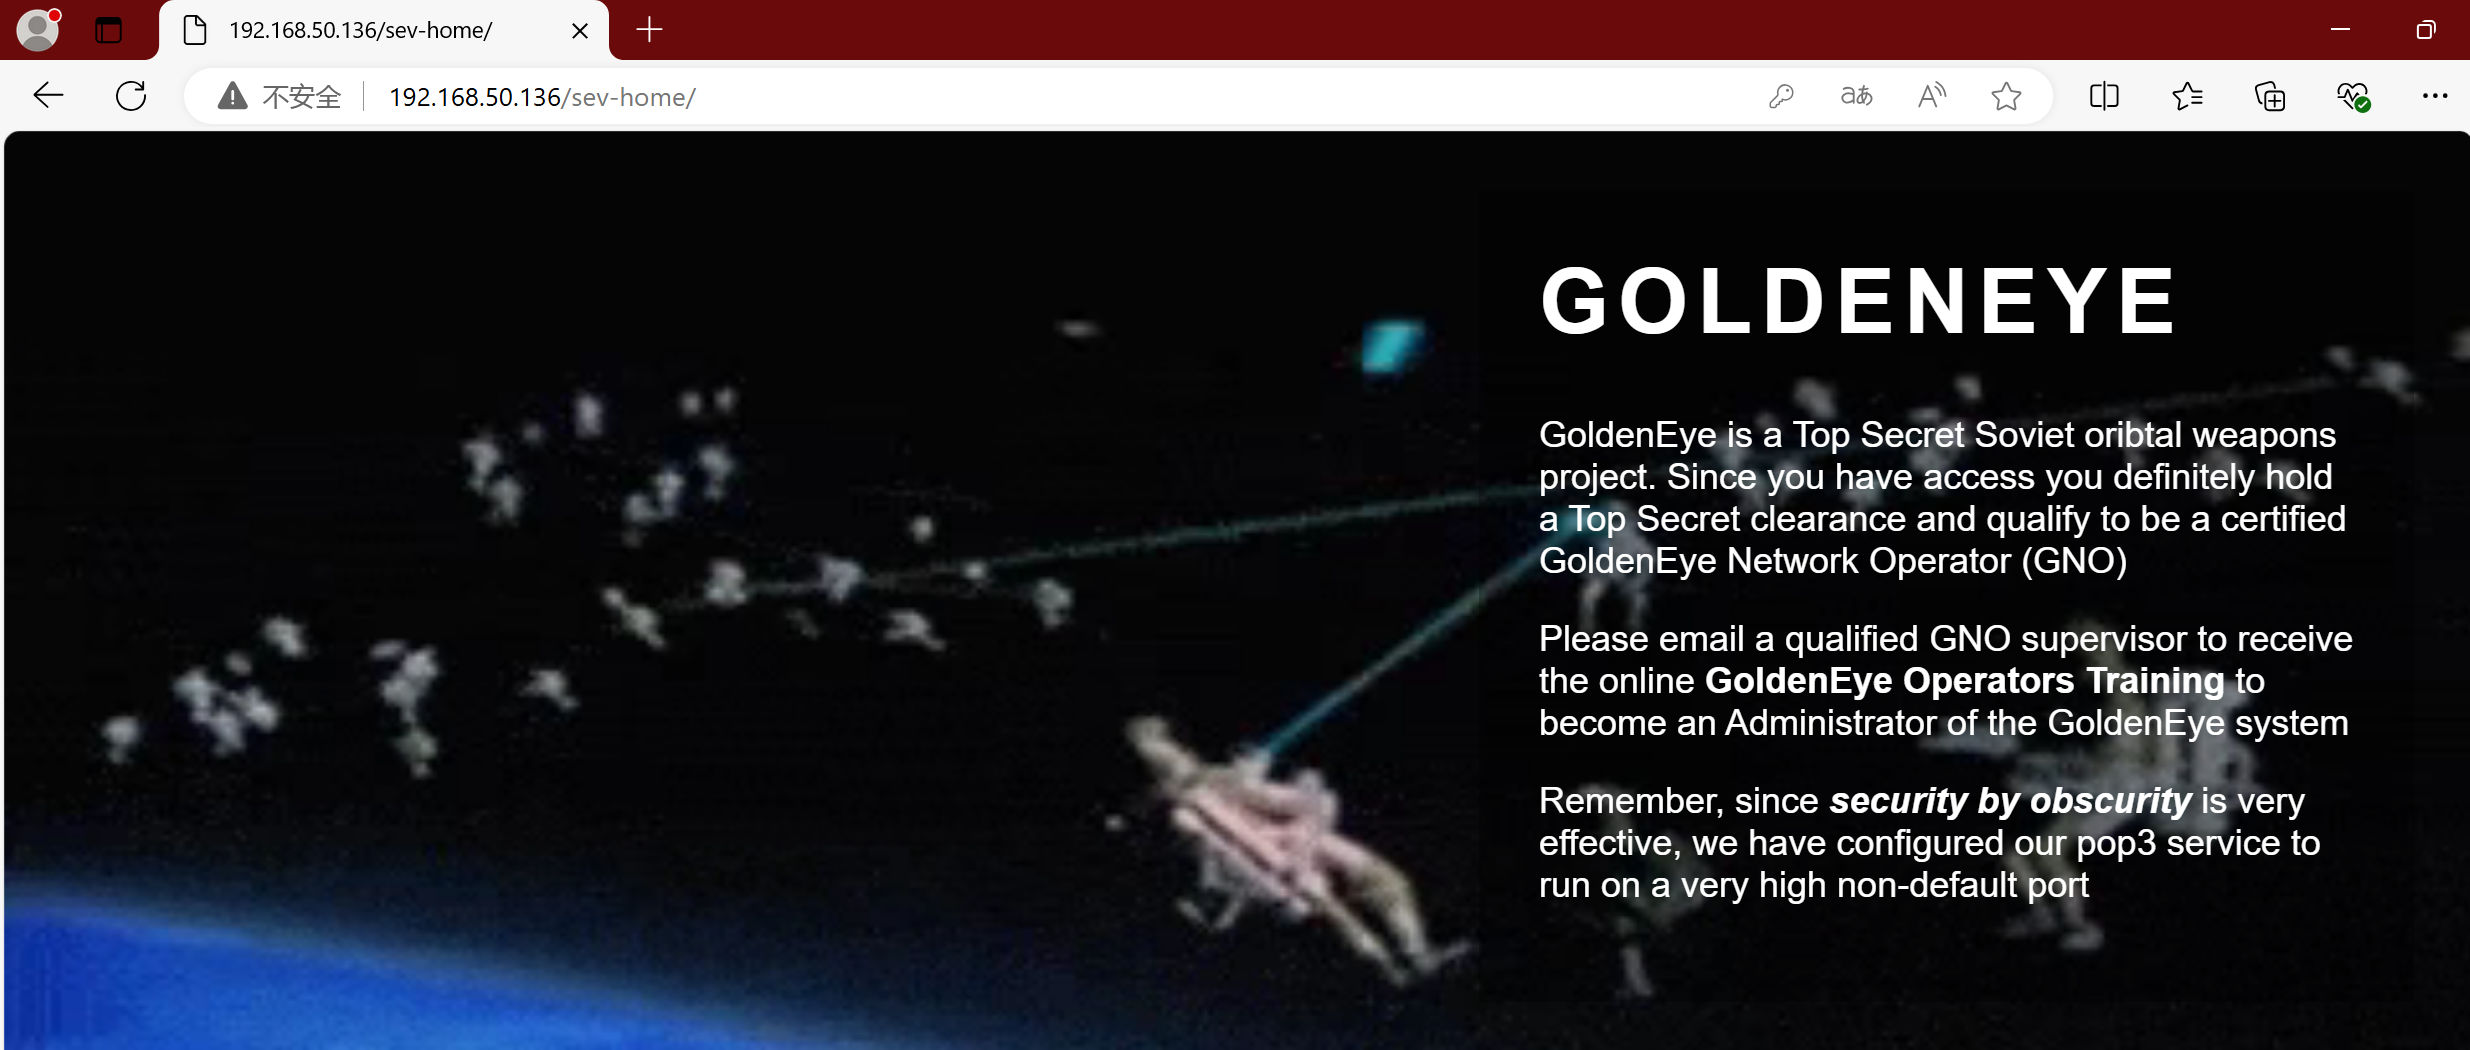 192.168.50.136/sev-home/
不安全 192.168.50.136/sev-home/
aあ A
GOLDENEYE
GoldenEye is a Top Secret Soviet oribtal weapons
project. Since you have access you definitely hold
a Top Secret clearance and qualify to be a certified
GoldenEye Network Operator (GNO)
Please email a qualified GNO supervisor to receive
the online GoldenEye Operators Training to
become an Administrator of the GoldenEye system
Remember, since security by obscurity is very
effective, we have configured our pop3 service to
run on a very high non-default port